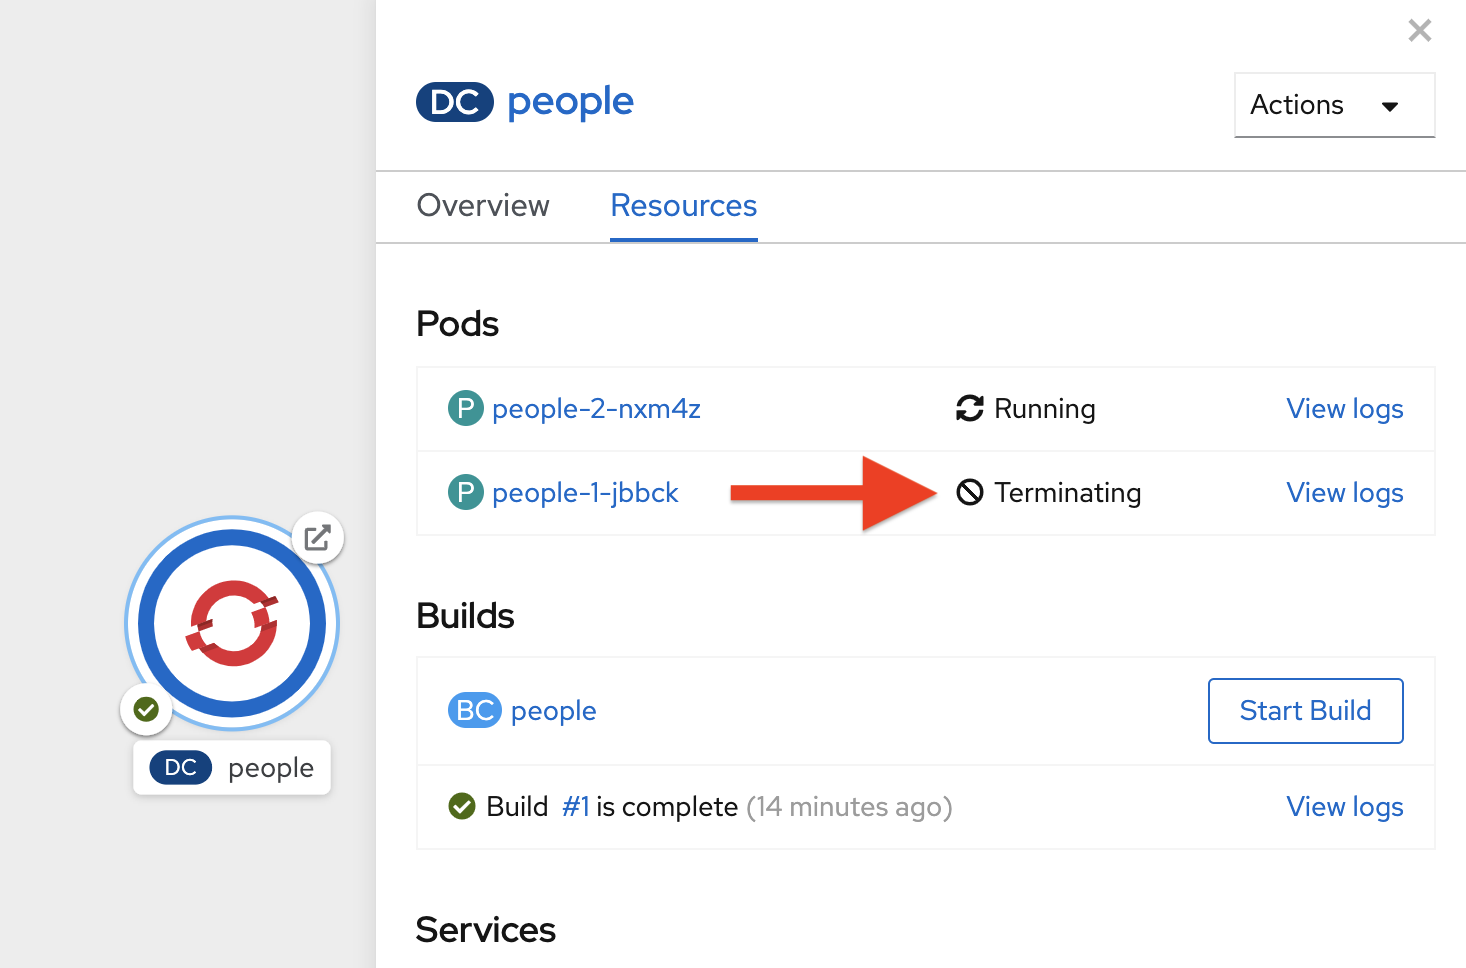 DC people
Actions
Overview Resources
Pods
P people-2-nxm4z Running View logs
P people-1-jbbck Terminating View logs
Builds
BC people Start Build
Build #1 is complete (14 minutes ago) View logs
Services
DC people